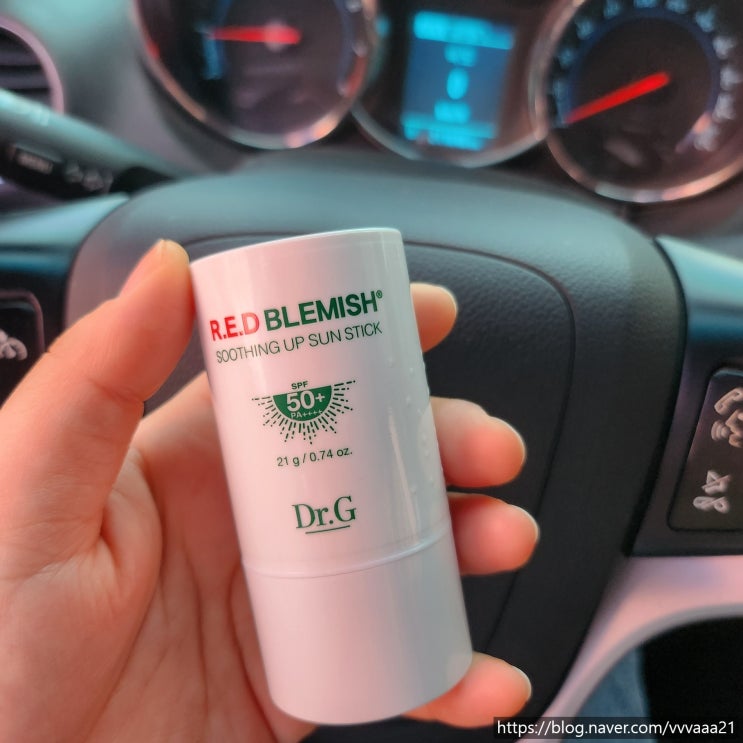 R.E.D BLEMISH®
SOOTHING UP SUN STICK
SPF
50+
PA++++
21 g / 0.74 oz.
Dr.G
https://blog.naver.com/vvvaaa21